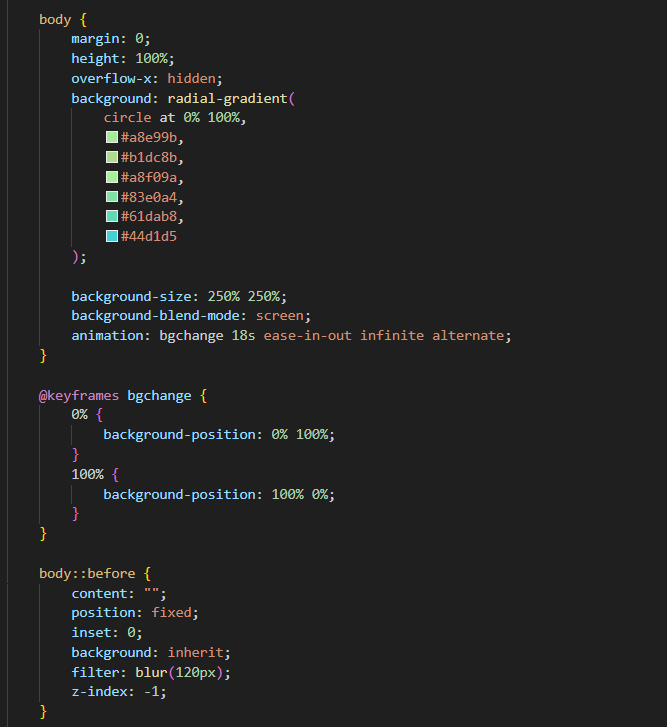 body {
    margin: 0;
    height: 100%;
    overflow-x: hidden;
    background: radial-gradient(
        circle at 0% 100%,
        #a8e99b,
        #b1dc8b,
        #a8f09a,
        #83e0a4,
        #61dab8,
        #44d1d5
    );

    background-size: 250% 250%;
    background-blend-mode: screen;
    animation: bgchange 18s ease-in-out infinite alternate;
}

@keyframes bgchange {
    0% {
        background-position: 0% 100%;
    }
    100% {
        background-position: 100% 0%;
    }
}

body::before {
    content: "";
    position: fixed;
    inset: 0;
    background: inherit;
    filter: blur(120px);
    z-index: -1;
}